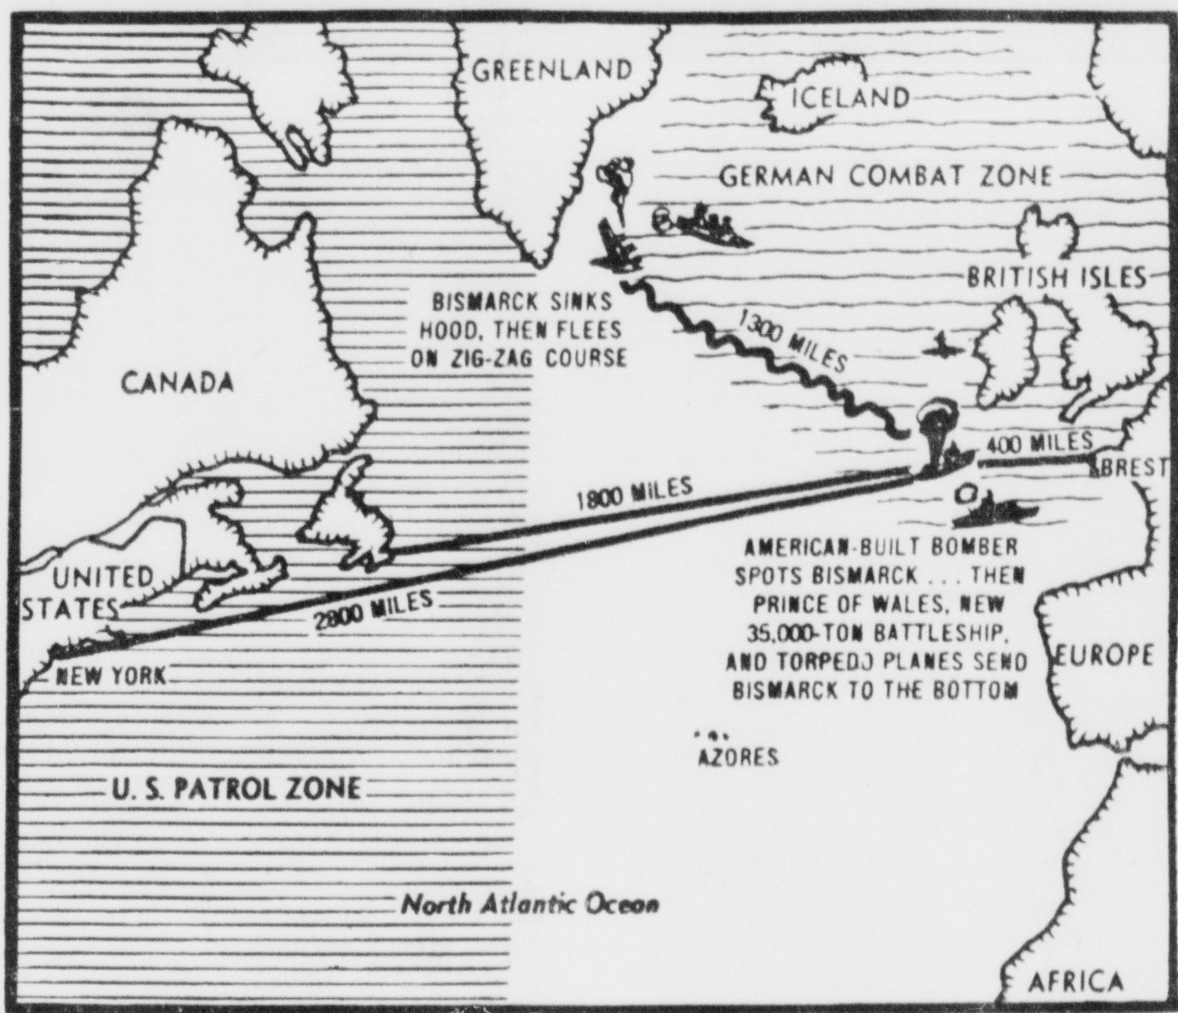 GREENLAND
ICELAND
GERMAN COMBAT ZONE
BRITISH ISLES
BISMARCK SINKS
HOOD, THEN FLEES
ON ZIG-ZAG COURSE
1300 MILES
CANADA
400 MILES
BREST
1800 MILES
AMERICAN-BUILT BOMBER
SPOTS BISMARCK ... THEN
PRINCE OF WALES, NEW
35,000-TON BATTLESHIP,
AND TORPEDO PLANES SEND
BISMARCK TO THE BOTTOM
UNITED
STATES
2800 MILES
NEW YORK
EUROPE
AZORES
U. S. PATROL ZONE
North Atlantic Ocean
AFRICA